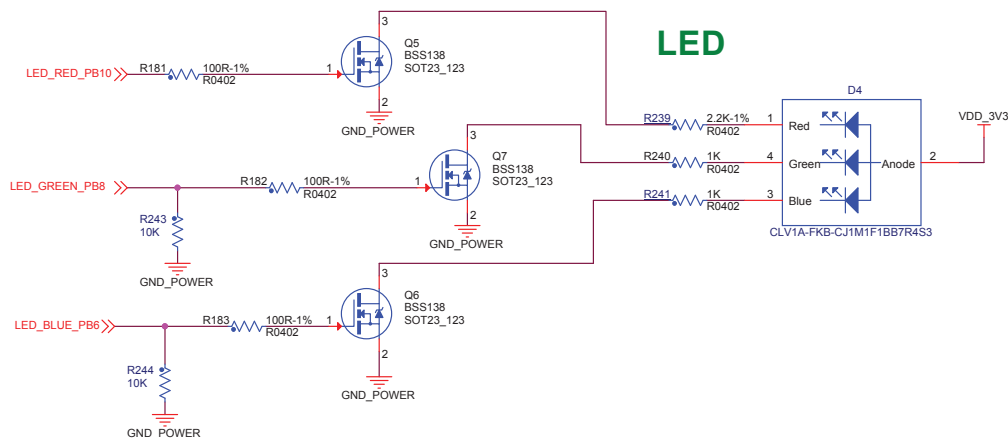 LED
3
Q5
BSS138
SOT23_123
LED_RED_PB10
R181
100R-1%
R0402
1
2
GND_POWER
D4
R239
2.2K-1%
R0402
1
Red
VDD_3V3
R240
1K
R0402
4
Green
Anode
2
R241
1K
R0402
3
Blue
CLV1A-FKB-CJ1M1F1BB7R4S3
3
Q7
BSS138
SOT23_123
LED_GREEN_PB8
R182
100R-1%
R0402
1
2
GND_POWER
R243
10K
GND_POWER
3
Q6
BSS138
SOT23_123
LED_BLUE_PB6
R183
100R-1%
R0402
1
2
GND_POWER
R244
10K
GND_POWER